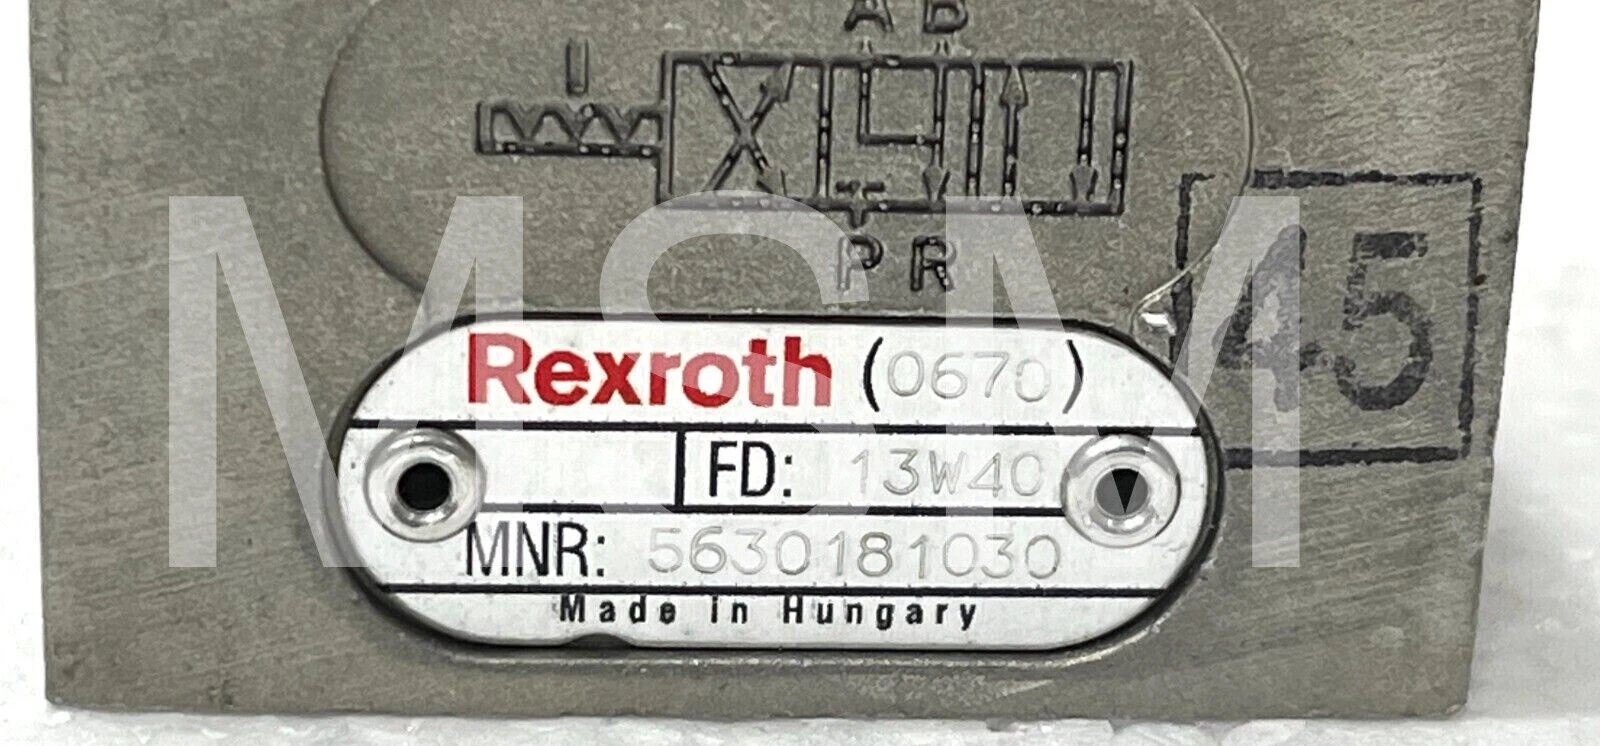 A B
P R
45
Rexroth (0670)
FD: 13W40
MNR: 5630181030
Made in Hungary
MSM